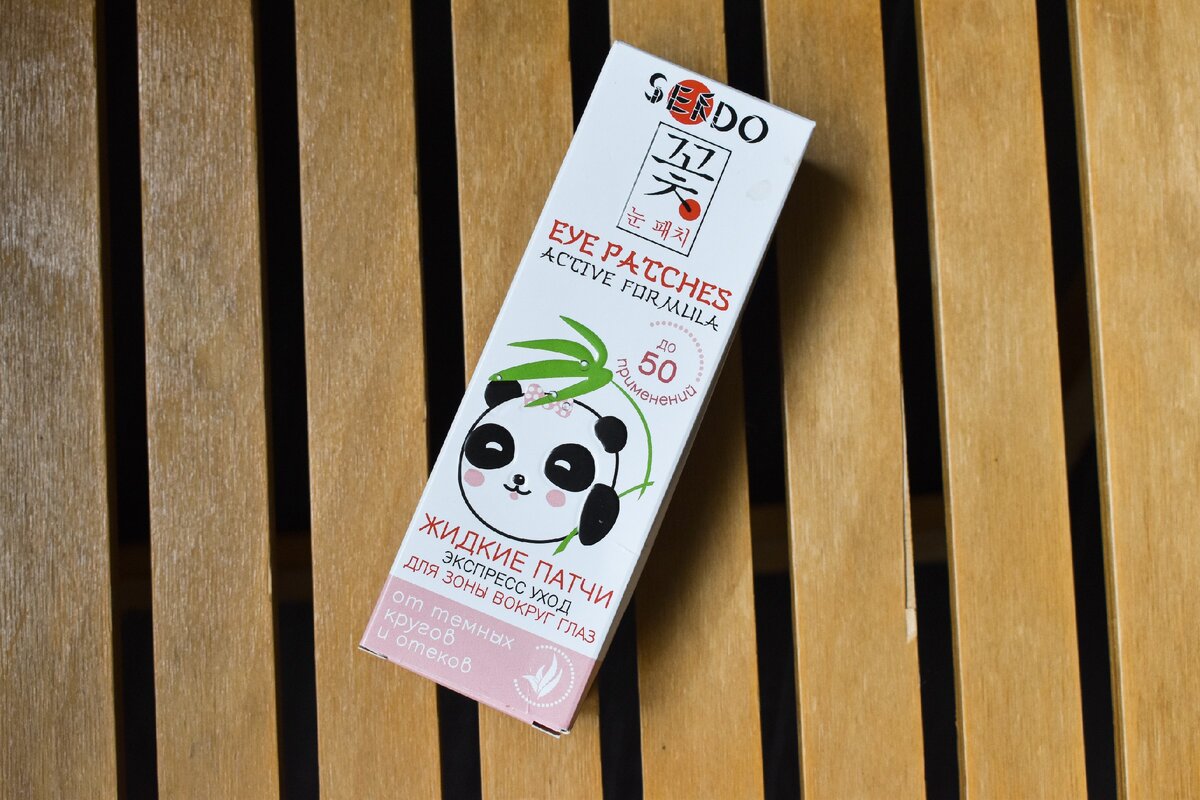 SENDO
꽃
눈 패치
EYE PATCHES
ACTIVE FORMULA
до
50
применений
ЖИДКИЕ ПАТЧИ
ЭКСПРЕСС УХОД
ДЛЯ ЗОНЫ ВОКРУГ ГЛАЗ
от темных
кругов
и отеков